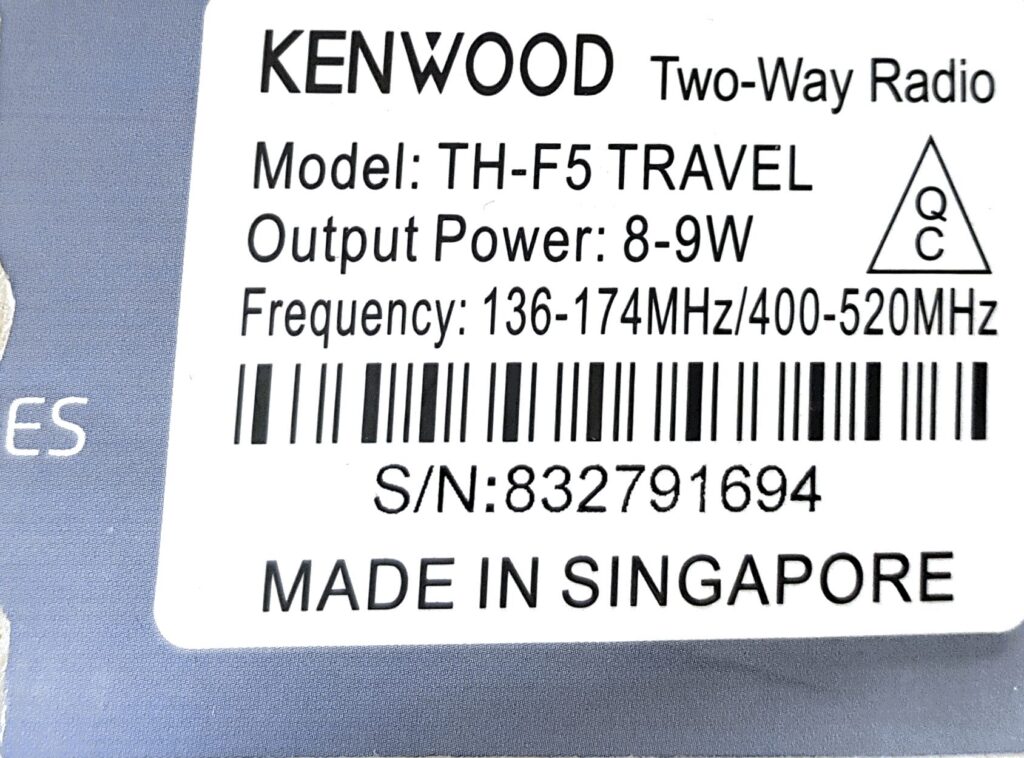 KENWOOD Two-Way Radio
Model: TH-F5 TRAVEL
Output Power: 8-9W
Q
C
Frequency: 136-174MHz/400-520MHz
ES
S/N:832791694
MADE IN SINGAPORE